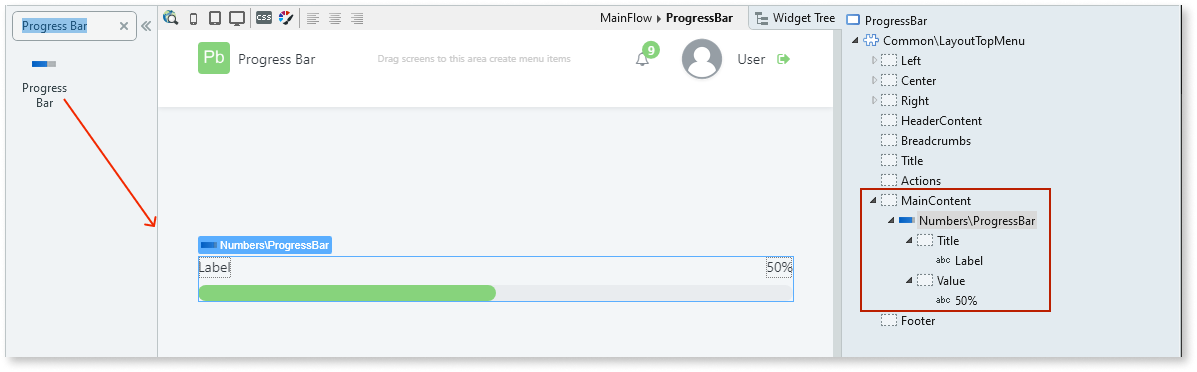 Progress Bar
Progress
Bar
CSS
MainFlow ProgressBar
Widget Tree
Pb Progress Bar
Drag screens to this area create menu items
9
User
Numbers\ProgressBar
Label 50%
ProgressBar
Common\LayoutTopMenu
Left
Center
Right
HeaderContent
Breadcrumbs
Title
Actions
MainContent
Numbers\ProgressBar
Title
abc Label
Value
abc 50%
Footer